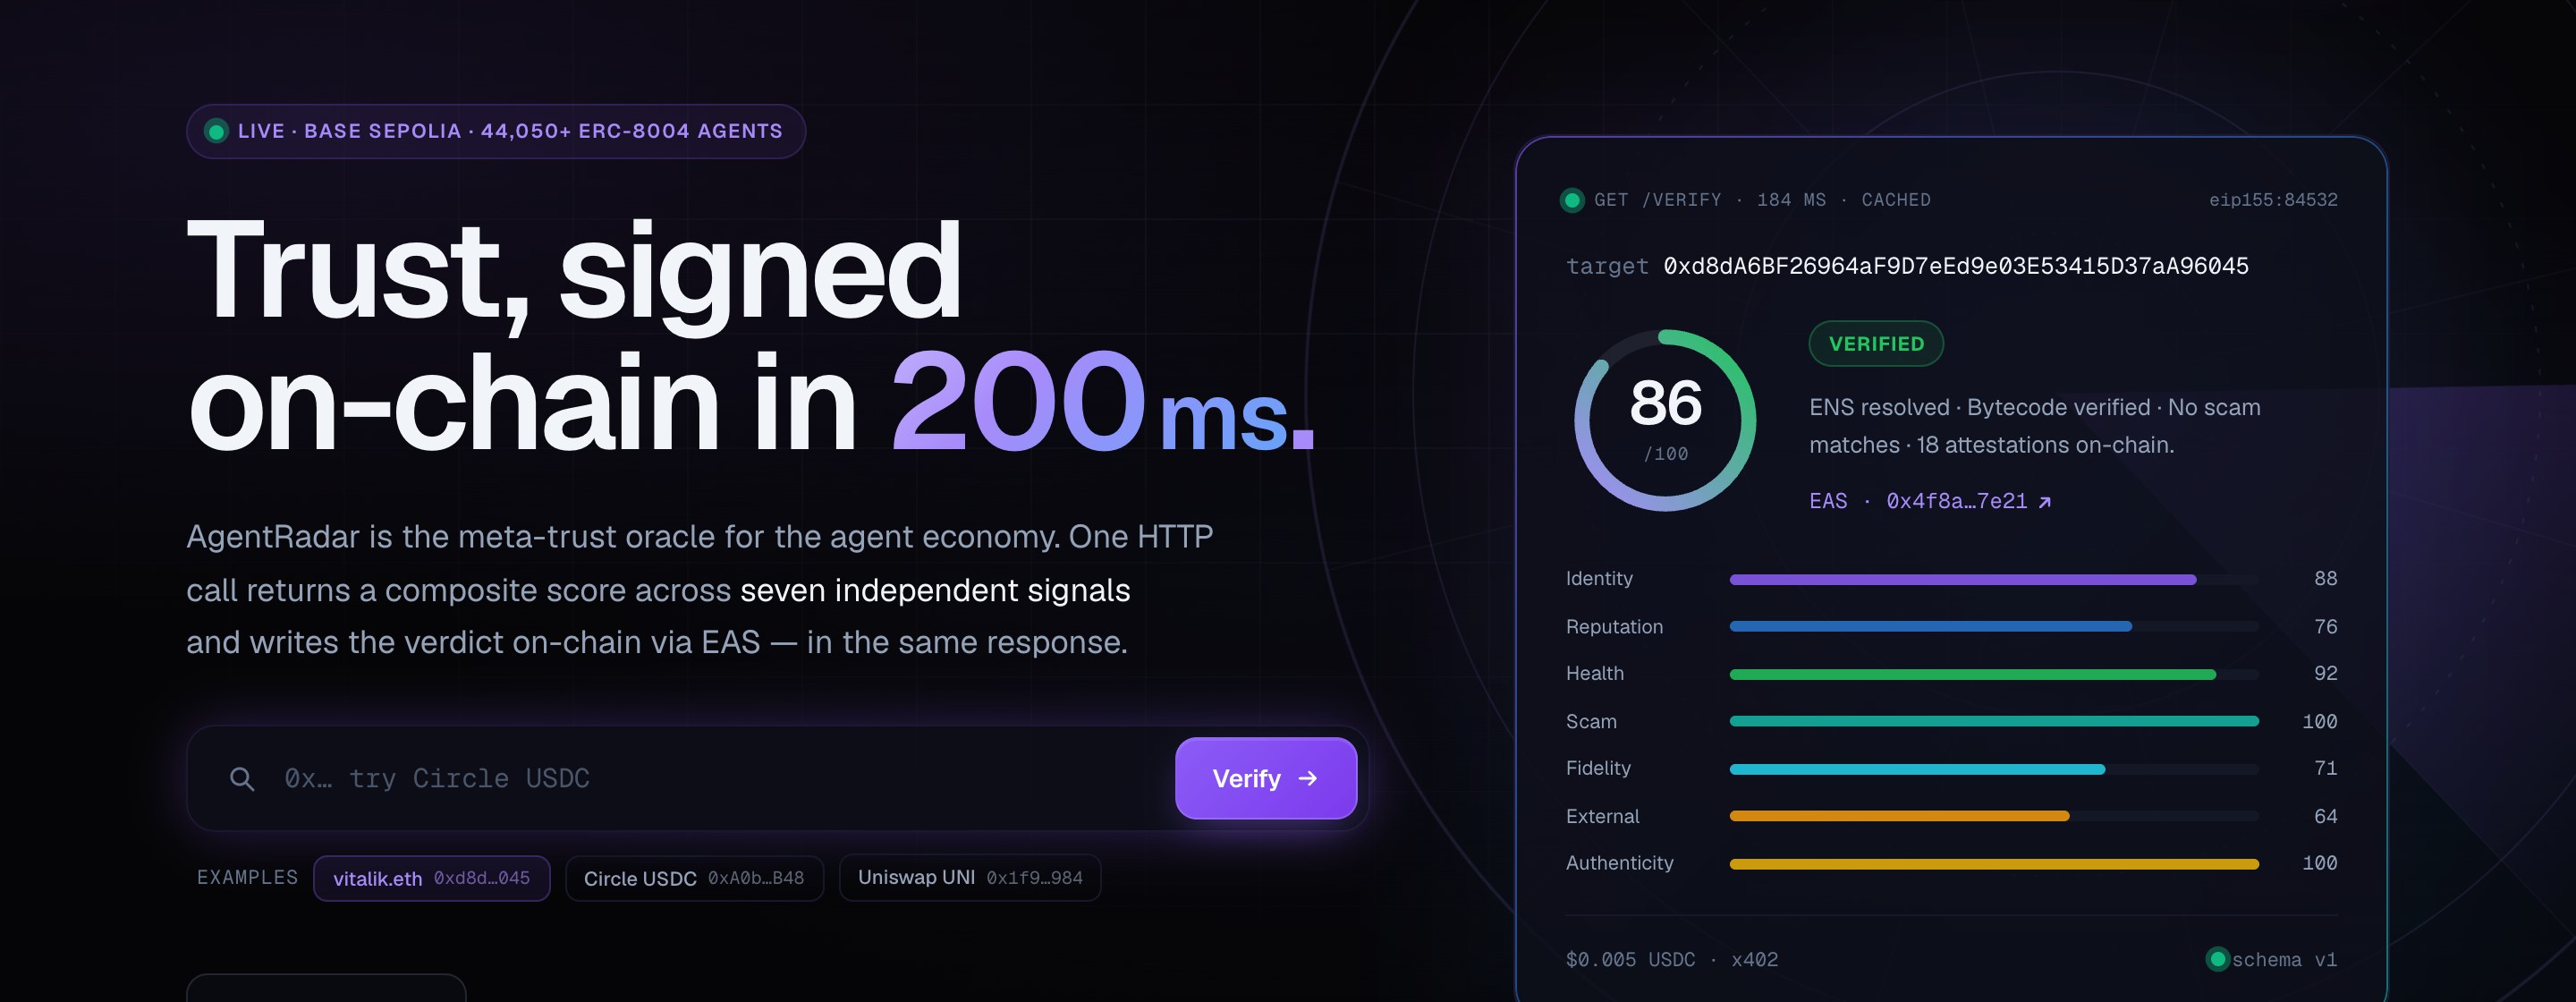 LIVE · BASE SEPOLIA · 44,050+ ERC-8004 AGENTS
Trust, signed
on-chain in 200 ms.
AgentRadar is the meta-trust oracle for the agent economy. One HTTP
call returns a composite score across seven independent signals
and writes the verdict on-chain via EAS — in the same response.
0x… try Circle USDC
Verify →
EXAMPLES vitalik.eth 0xd8d…045 Circle USDC 0xA0b…B48 Uniswap UNI 0x1f9…984
GET /VERIFY · 184 MS · CACHED eip155:84532
target 0xd8dA6BF26964aF9D7eEd9e03E53415D37aA96045
86
/100
VERIFIED
ENS resolved · Bytecode verified · No scam
matches · 18 attestations on-chain.
EAS · 0x4f8a…7e21 ↗
Identity 88
Reputation 76
Health 92
Scam 100
Fidelity 71
External 64
Authenticity 100
$0.005 USDC · x402 schema v1